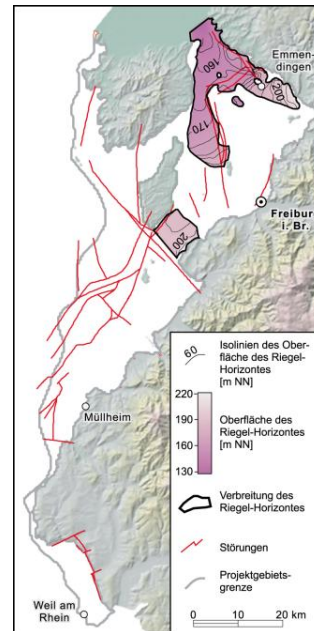 Emmen-
dingen
160
200
170
Freiburg
i. Br.
200
Müllheim
Weil am
Rhein
60
Isolinien des Ober-
fläche des Riegel-
Horizontes
[m NN]
220
190
160
130
Oberfläche des
Riegel-Horizontes
[m NN]
Verbreitung des
Riegel-Horizontes
Störungen
Projektgebiets-
grenze
0 10 20 km